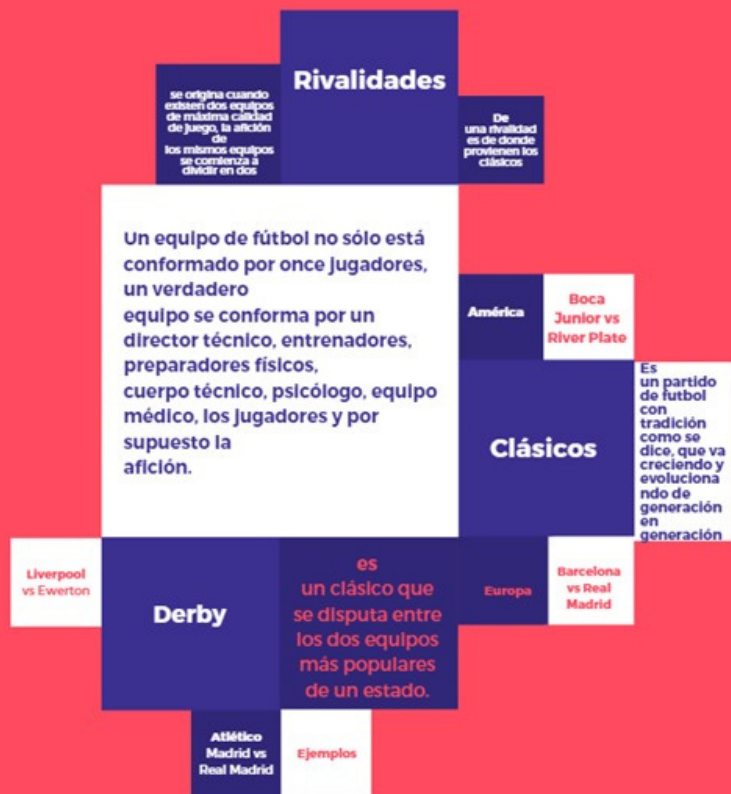 Rivalidades
se origina cuando
existen dos equipos
de máxima calidad
de juego, la afición
de
los mismos equipos
se comienza a
dividir en dos
De
una rivalidad
es de donde
provienen los
clásicos
Un equipo de fútbol no sólo está
conformado por once jugadores,
un verdadero
equipo se conforma por un
director técnico, entrenadores,
preparadores físicos,
cuerpo técnico, psicólogo, equipo
médico, los jugadores y por
supuesto la
afición.
América
Boca
Junior vs
River Plate
Clásicos
Es
un partido
de futbol
con
tradición
como se
dice, que va
creciendo y
evoluciona
ndo de
generación
en
generación
Liverpool
vs Ewerton
Derby
es
un clásico que
se disputa entre
los dos equipos
más populares
de un estado.
Europa
Barcelona
vs Real
Madrid
Atlético
Madrid vs
Real Madrid
Ejemplos